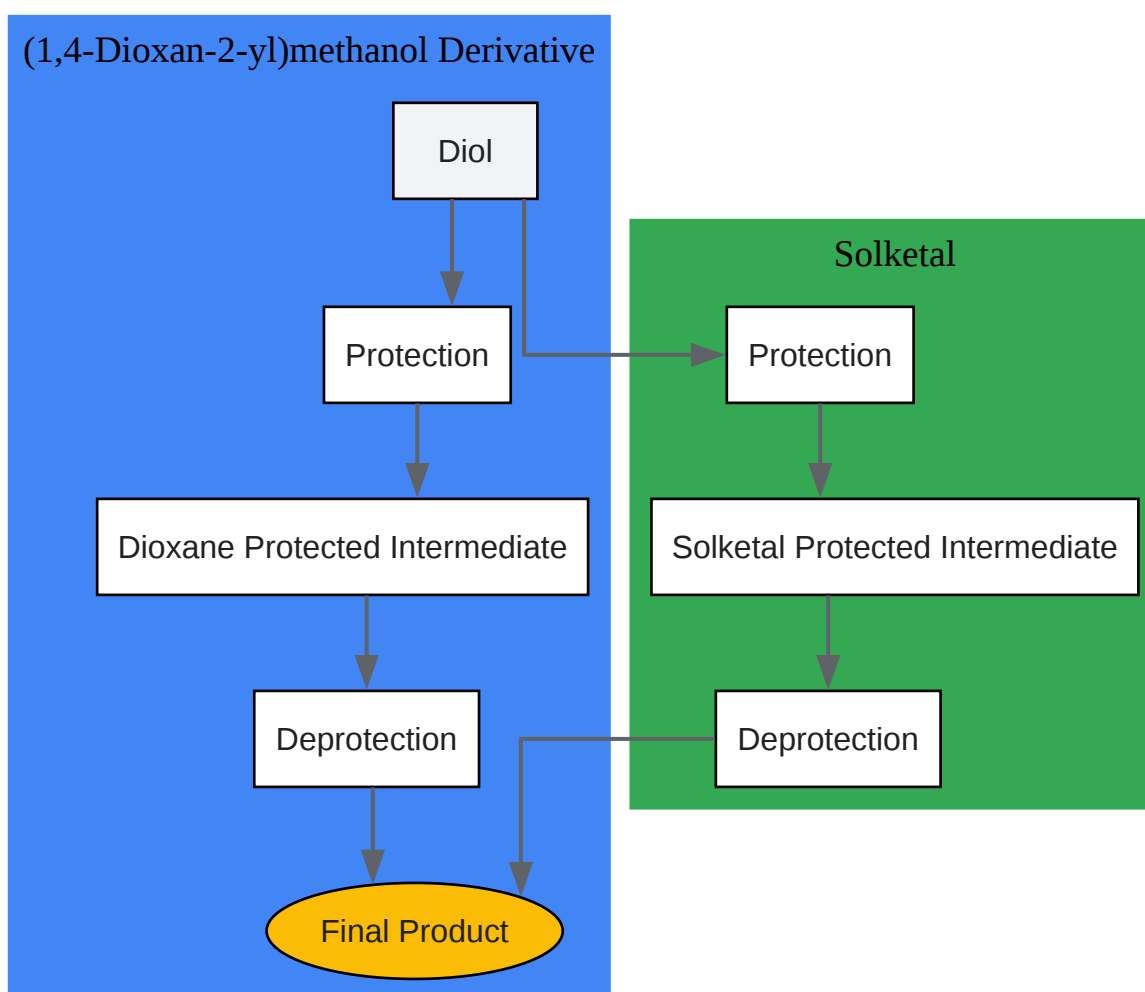 (1,4-Dioxan-2-yl)methanol Derivative
Diol
Solketal
Protection
Protection
Dioxane Protected Intermediate
Solketal Protected Intermediate
Deprotection
Deprotection
Final Product